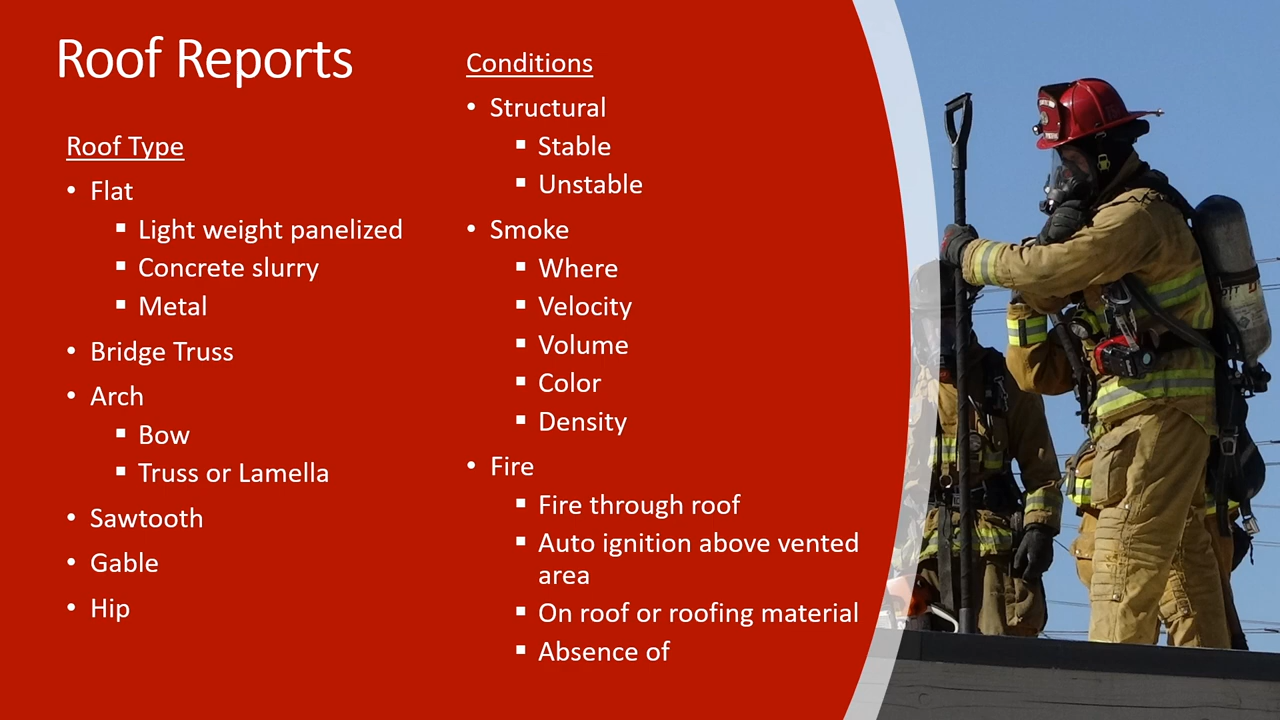 Roof Reports
Roof Type
• Flat
▪ Light weight panelized
▪ Concrete slurry
▪ Metal
• Bridge Truss
• Arch
▪ Bow
▪ Truss or Lamella
• Sawtooth
• Gable
• Hip
Conditions
• Structural
▪ Stable
▪ Unstable
• Smoke
▪ Where
▪ Velocity
▪ Volume
▪ Color
▪ Density
• Fire
▪ Fire through roof
▪ Auto ignition above vented
area
▪ On roof or roofing material
▪ Absence of